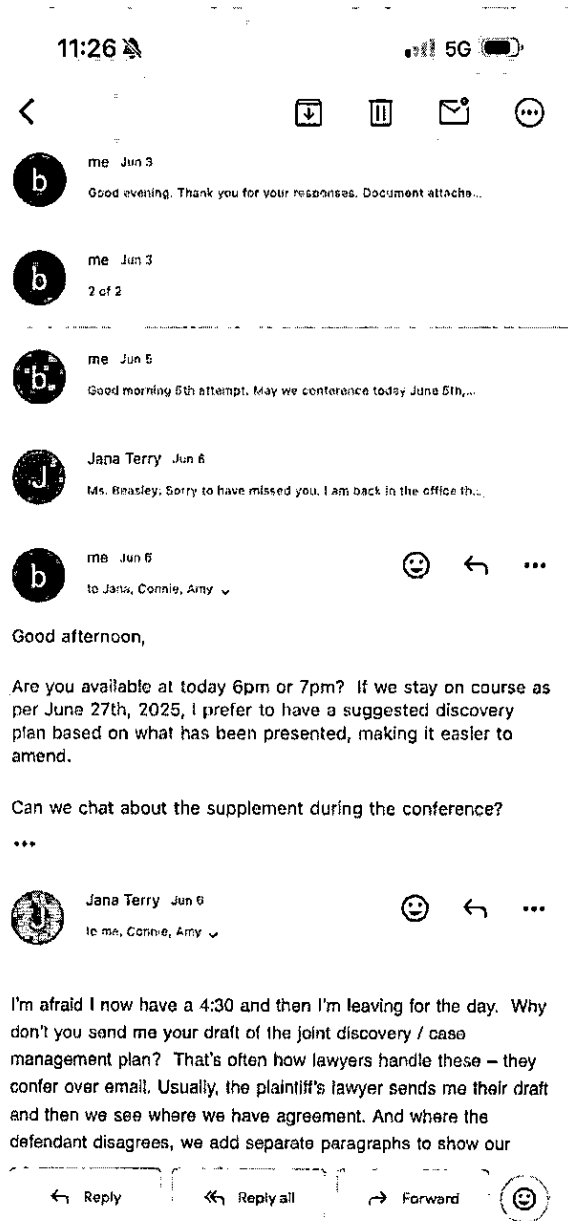 11:26
5G
b
me Jun 3
Good evening. Thank you for your responses. Document attache...
b
me Jun 3
2 of 2
b
me Jun 5
Good morning 5th attempt. May we conference today June 5th,...
J
Jana Terry Jun 6
Ms. Beasley: Sorry to have missed you. I am back in the office th...
b
me Jun 6
to Jana, Connie, Amy
Good afternoon,
Are you available at today 6pm or 7pm? If we stay on course as
per June 27th, 2025, I prefer to have a suggested discovery
plan based on what has been presented, making it easier to
amend.
Can we chat about the supplement during the conference?
•••
J
Jana Terry Jun 6
to me, Connie, Amy
I'm afraid I now have a 4:30 and then I'm leaving for the day. Why
don't you send me your draft of the joint discovery / case
management plan? That's often how lawyers handle these – they
confer over email. Usually, the plaintiff's lawyer sends me their draft
and then we see where we have agreement. And where the
defendant disagrees, we add separate paragraphs to show our
Reply
Reply all
Forward